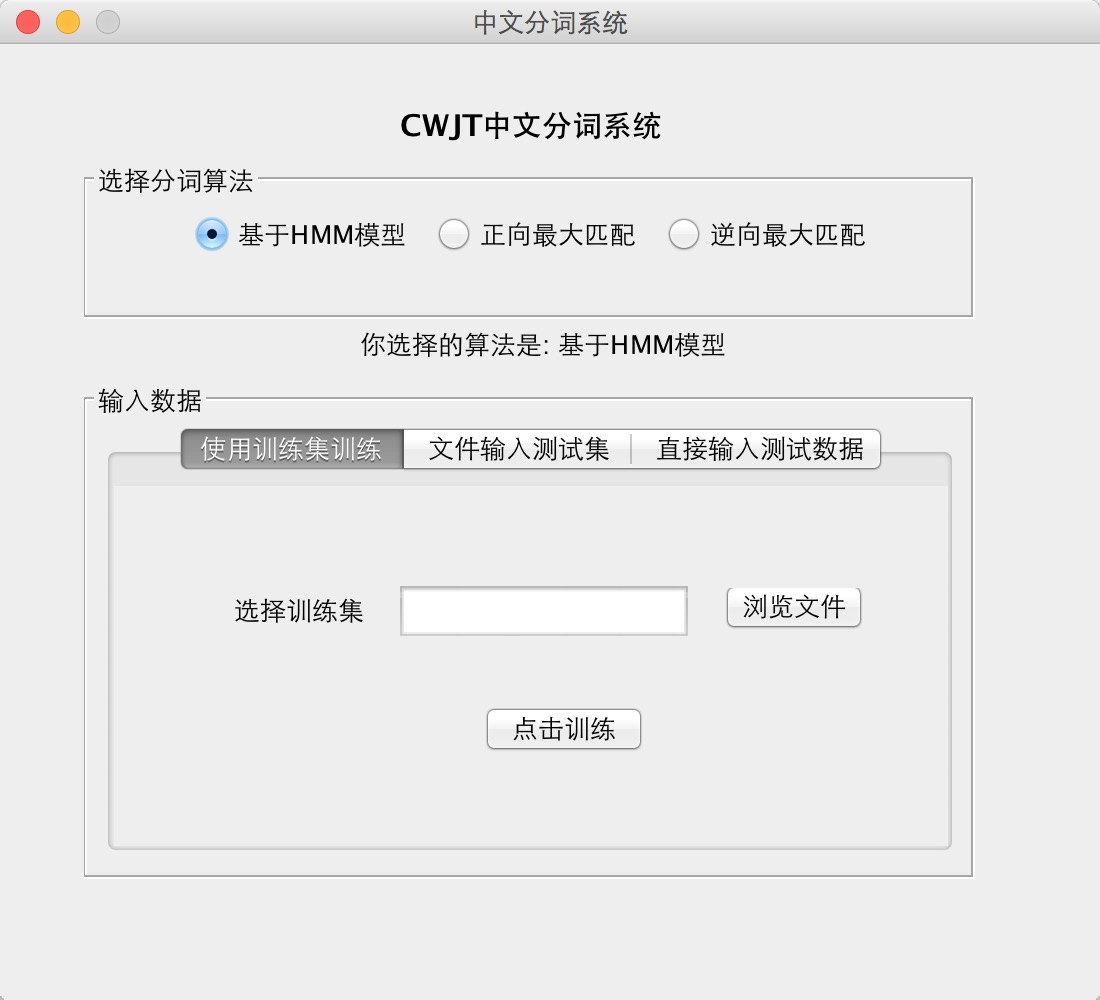 中文分词系统
CWJT中文分词系统
选择分词算法
基于HMM模型 正向最大匹配 逆向最大匹配
你选择的算法是: 基于HMM模型
输入数据
使用训练集训练 文件输入测试集 直接输入测试数据
选择训练集 浏览文件
点击训练